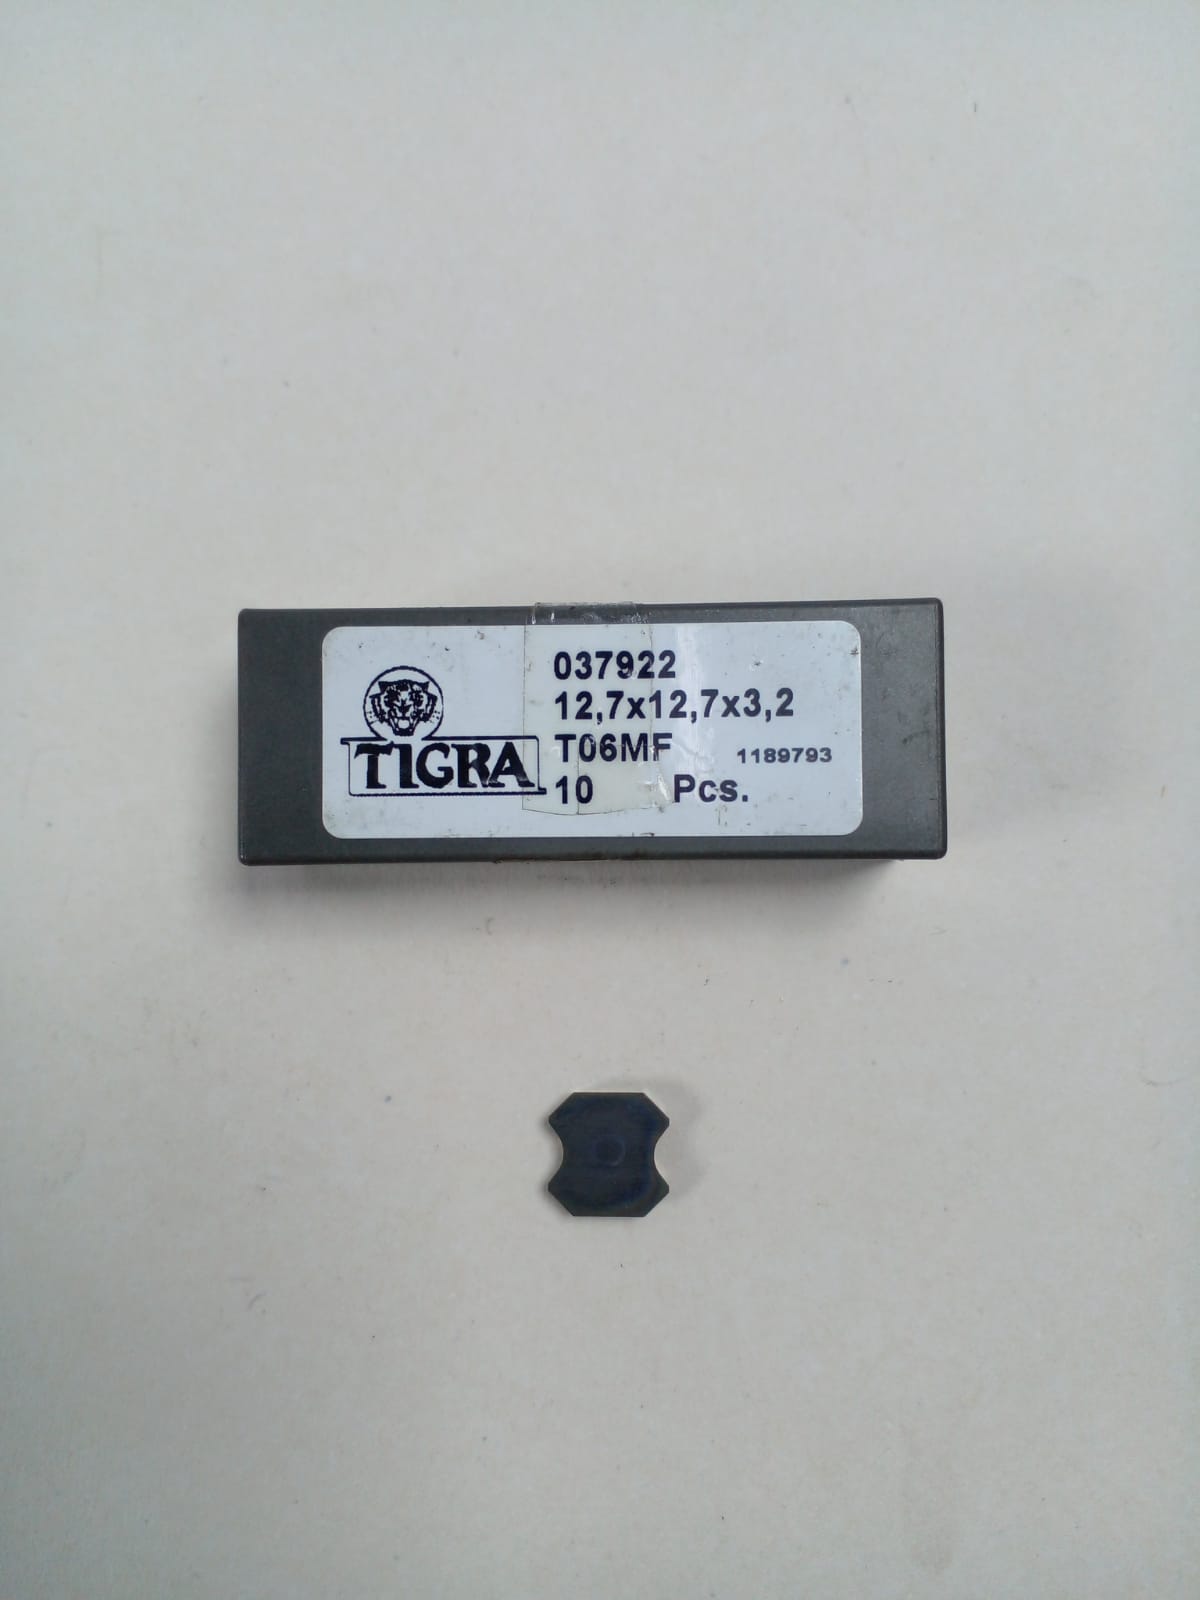 TIGRA
037922
12,7x12,7x3,2
T06MF 1189793
10 Pcs.